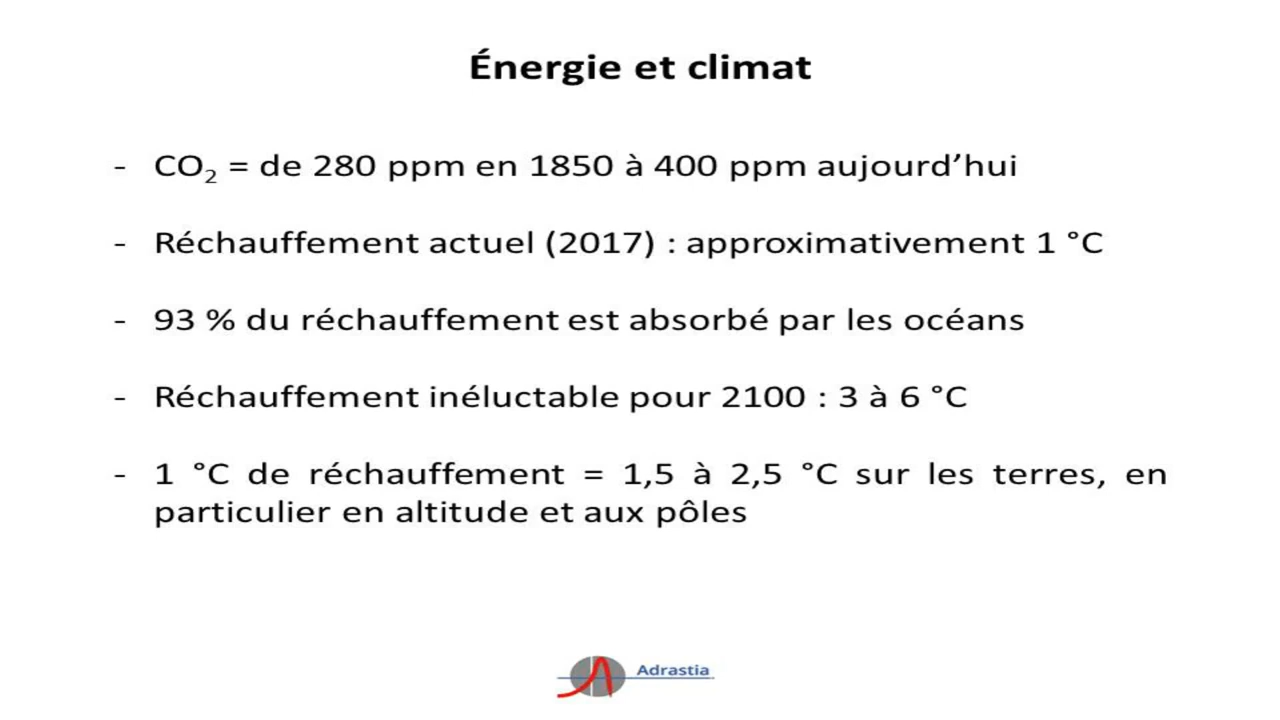 Énergie et climat
- CO₂ = de 280 ppm en 1850 à 400 ppm aujourd’hui
- Réchauffement actuel (2017) : approximativement 1 °C
- 93 % du réchauffement est absorbé par les océans
- Réchauffement inéluctable pour 2100 : 3 à 6 °C
- 1 °C de réchauffement = 1,5 à 2,5 °C sur les terres, en
particulier en altitude et aux pôles
Adrastia